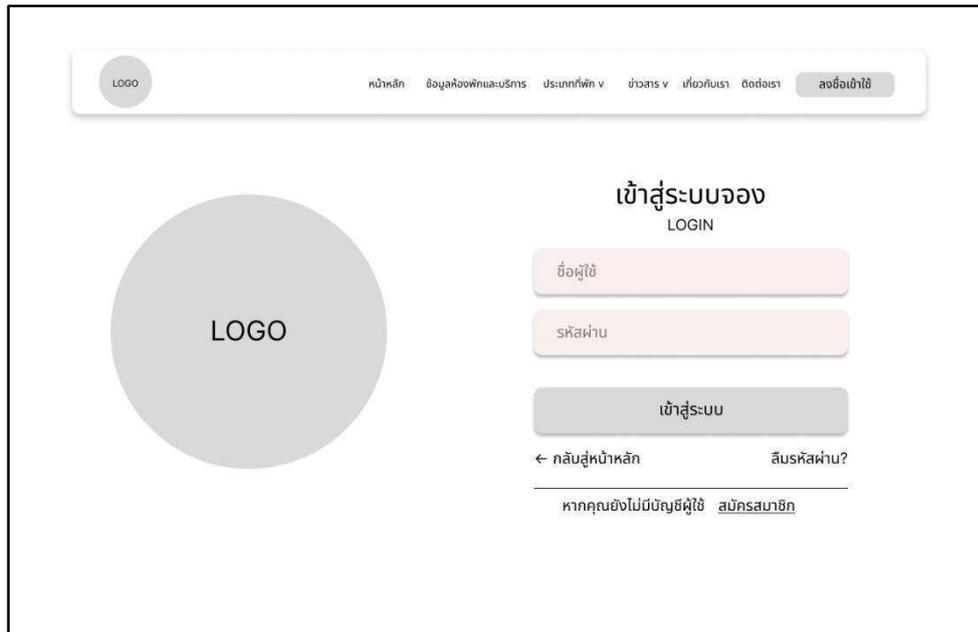 LOGO หน้าหลัก ข้อมูลห้องพักและบริการ ประเภทที่พัก v ข่าวสาร v เกี่ยวกับเรา ติดต่อเรา ลงชื่อเข้าใช้
เข้าสู่ระบบจอง
LOGIN
ชื่อผู้ใช้
LOGO
รหัสผ่าน
เข้าสู่ระบบ
← กลับสู่หน้าหลัก ลืมรหัสผ่าน?
หากคุณยังไม่มีบัญชีผู้ใช้ สมัครสมาชิก